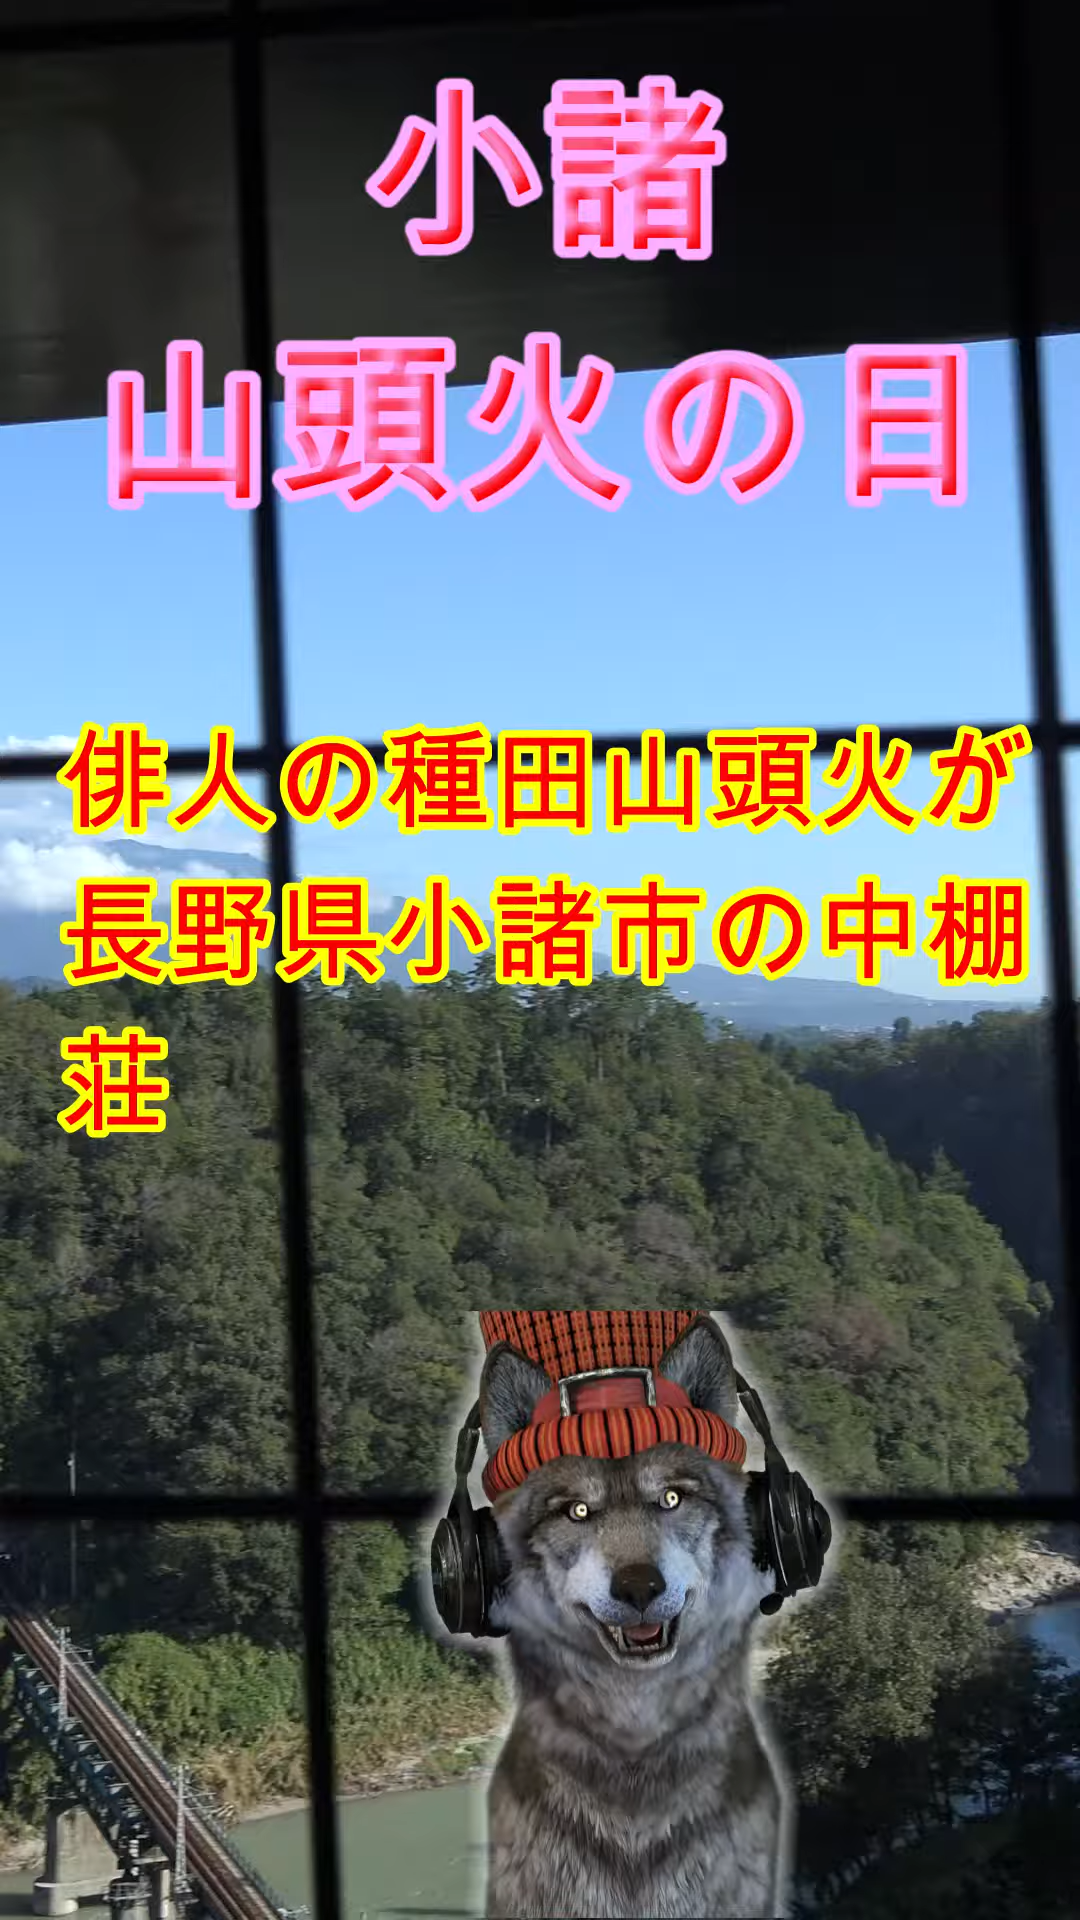 小諸
山頭火の日
俳人の種田山頭火が
長野県小諸市の中棚
荘